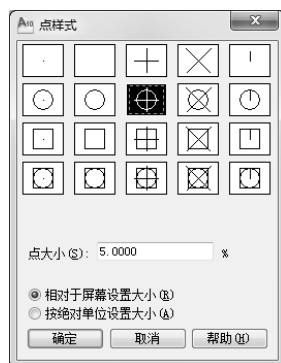 点样式
点大小(S): 5.0000 %
相对于屏幕设置大小(R)
按绝对单位设置大小(A)
确定 取消 帮助(H)